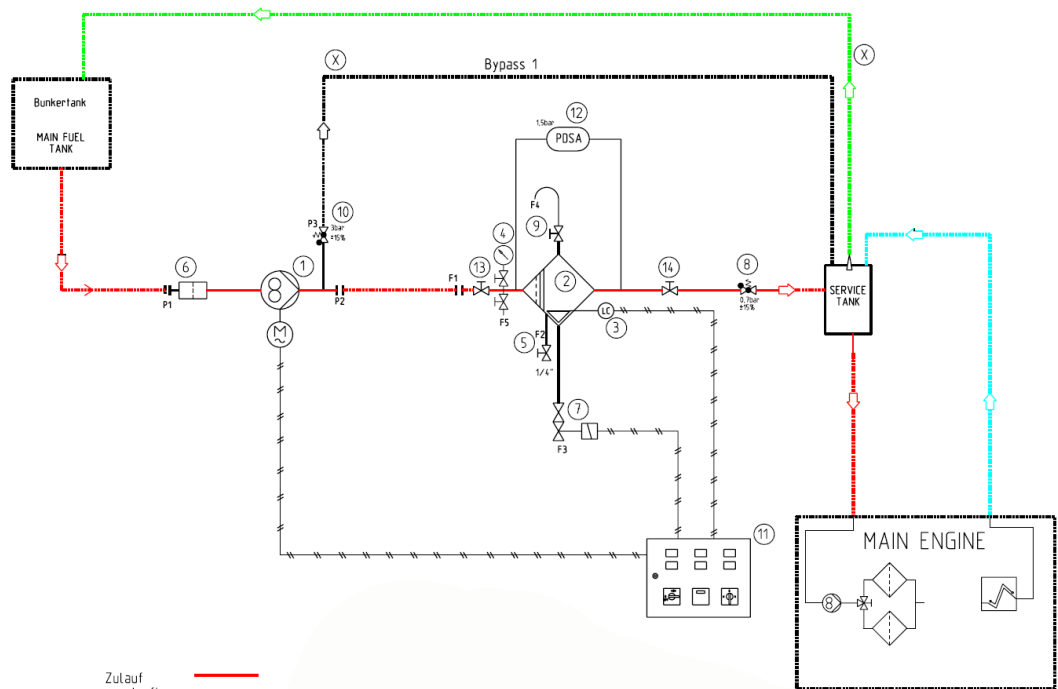 X
X
Bypass 1
Bunkertank
MAIN FUEL
TANK
12
1,5bar
PDSA
F4
P3
10
3bar
±15%
9
4
6
1
F1
13
2
14
8
P1
P2
F5
0,7bar
±15%
SERVICE
TANK
M
F2
LC
5
3
1/4"
7
F3
11
MAIN ENGINE
Zulauf